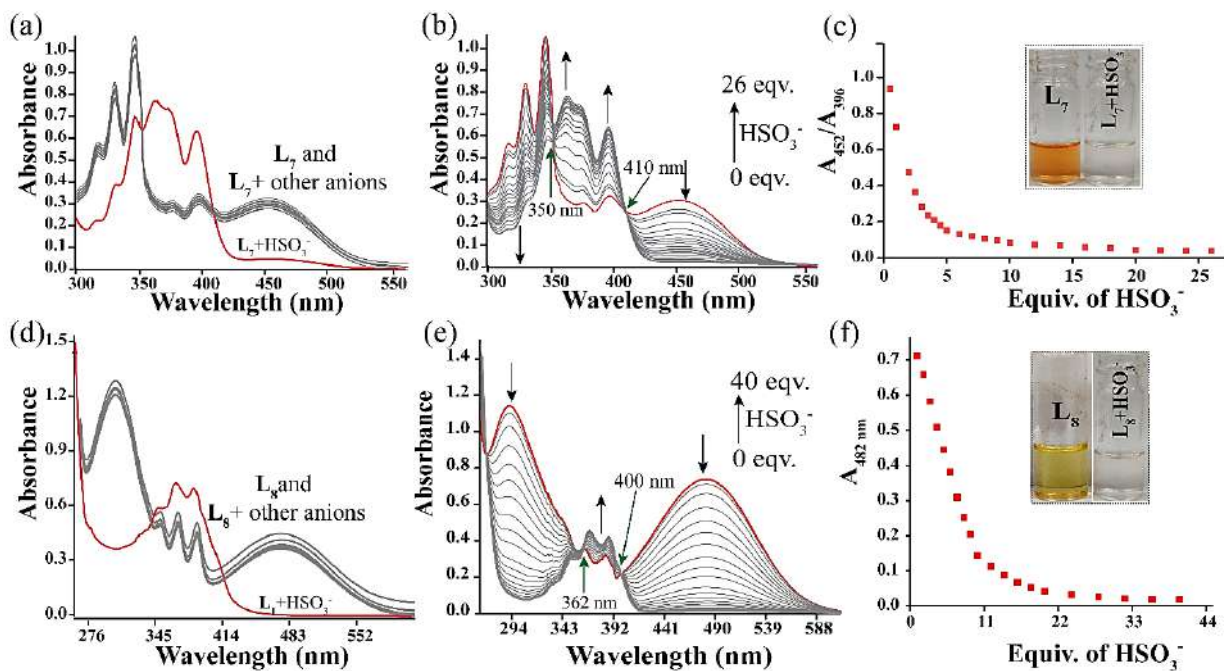 (a)
1.0
0.9
0.8
0.7
0.6
0.5
0.4
0.3
0.2
0.1
0.0
Absorbance
300 350 400 450 500 550
Wavelength (nm)
L₇ and
L₇+ other anions
L₇+HSO₃⁻
(b)
1.0
0.9
0.8
0.7
0.6
0.5
0.4
0.3
0.2
0.1
0.0
Absorbance
300 350 400 450 500 550
Wavelength (nm)
26 eqv.
HSO₃⁻
0 eqv.
410 nm
350 nm
(c)
1.0
0.8
0.6
0.4
0.2
0.0
A₄₅₂/A₃₉₆
0 5 10 15 20 25
Equiv. of HSO₃⁻
L₇
L₇+HSO₃⁻
(d)
1.5
1.2
0.9
0.6
0.3
0.0
Absorbance
276 345 414 483 552
Wavelength (nm)
L₈and
L₈+ other anions
L₁+HSO₃⁻
(e)
1.4
1.2
1.0
0.8
0.6
0.4
0.2
0.0
Absorbance
294 343 392 441 490 539 588
Wavelength (nm)
40 eqv.
HSO₃⁻
0 eqv.
400 nm
362 nm
(f)
0.7
0.6
0.5
0.4
0.3
0.2
0.1
0.0
A₄₈₂ ₙₘ
0 11 22 33 44
Equiv. of HSO₃⁻
L₈
L₈+HSO₃⁻